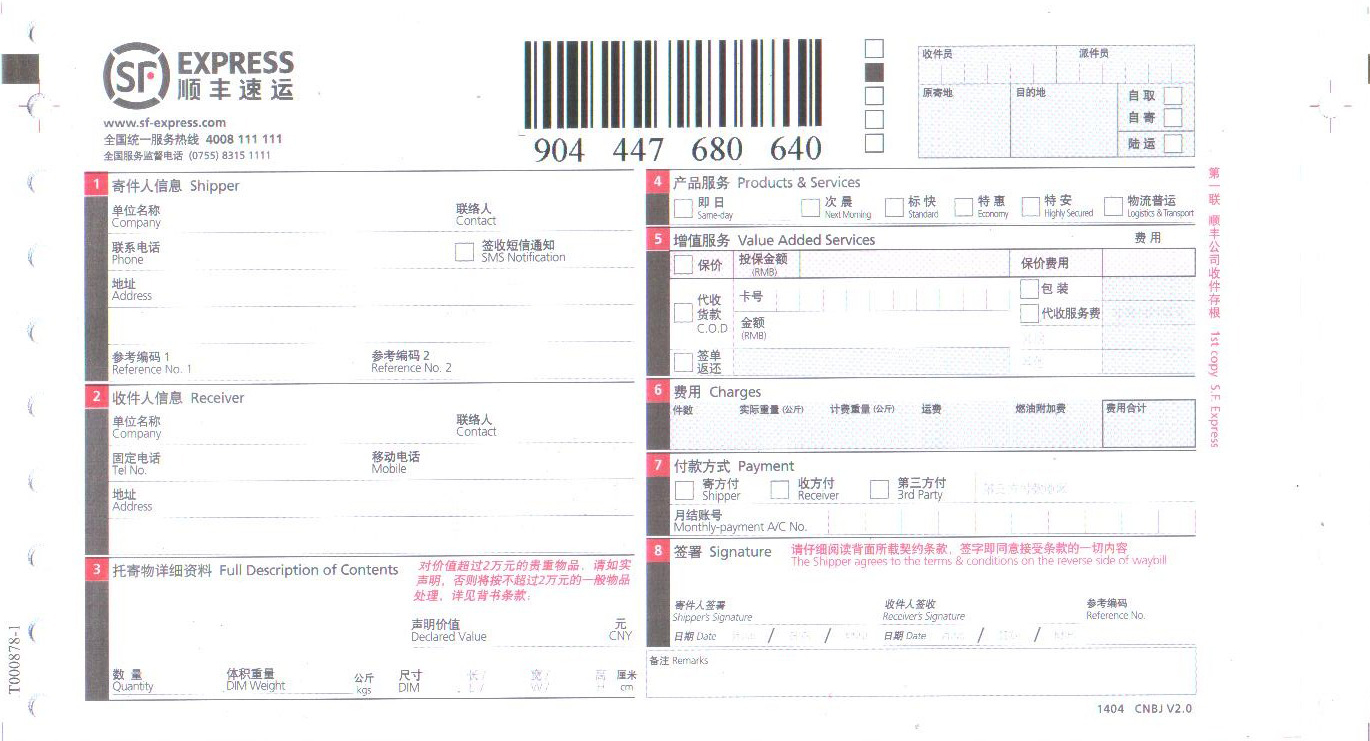 SF EXPRESS
顺丰速运
www.sf-express.com
全国统一服务热线 4008 111 111
全国服务监督电话 (0755) 8315 1111
904 447 680 640
收件员 派件员
原寄地 目的地 自取
自寄
陆运
1 寄件人信息 Shipper
单位名称 联络人
Company Contact
联系电话 签收短信通知
Phone SMS Notification
地址
Address
参考编码 1 参考编码 2
Reference No. 1 Reference No. 2
2 收件人信息 Receiver
单位名称 联络人
Company Contact
固定电话 移动电话
Tel No. Mobile
地址
Address
3 托寄物详细资料 Full Description of Contents
对价值超过2万元的贵重物品，请如实
声明，否则将按不超过2万元的一般物品
处理，详见背书条款；
声明价值 元
Declared Value CNY
数量 体积重量 公斤 尺寸 长/ 宽/ 高 厘米
Quantity DIM Weight kgs DIM L/ W/ H cm
4 产品服务 Products & Services
即日 次晨 标快 特惠 特安 物流普运
Same-day Next Morning Standard Economy Highly Secured Logistics & Transport
5 增值服务 Value Added Services 费用
保价 投保金额 保价费用
(RMB)
代收 卡号 包装
货款 代收服务费
C.O.D 金额
(RMB)
签单
返还
6 费用 Charges
件数 实际重量 (公斤) 计费重量 (公斤) 运费 燃油附加费 费用合计
7 付款方式 Payment
寄方付 收方付 第三方付
Shipper Receiver 3rd Party
月结账号
Monthly-payment A/C No.
8 签署 Signature 请仔细阅读背面所载契约条款，签字即同意接受条款的一切内容
The Shipper agrees to the terms & conditions on the reverse side of waybill
寄件人签署 收件人签收 参考编码
Shipper's Signature Receiver's Signature Reference No.
日期 Date / / 日期 Date / /
备注 Remarks
1404 CNBJ V2.0
第一联 顺丰公司收件存根 1st copy S.F. Express
T000878-1